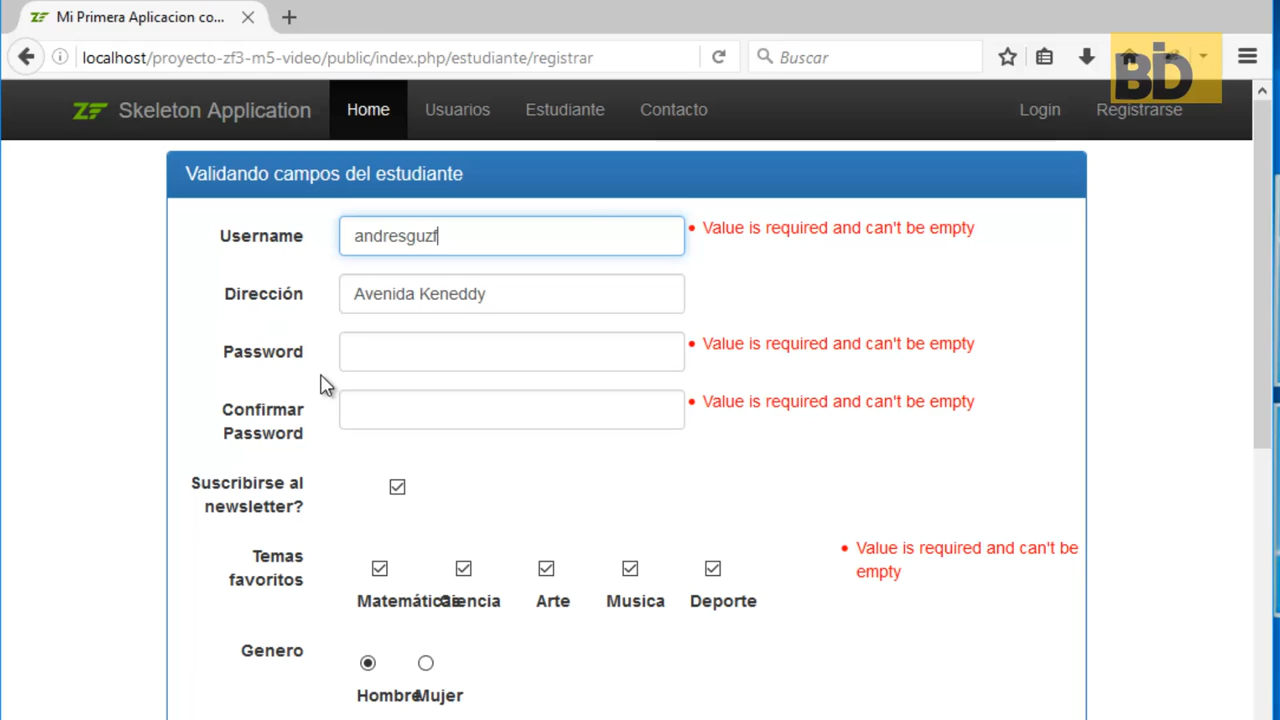 Mi Primera Aplicacion co...
localhost/proyecto-zf3-m5-video/public/index.php/estudiante/registrar
Buscar
BID
ZF Skeleton Application Home Usuarios Estudiante Contacto Login Registrarse
Validando campos del estudiante
Username andresguzf • Value is required and can't be empty
Dirección Avenida Keneddy
Password • Value is required and can't be empty
Confirmar • Value is required and can't be empty
Password
Suscribirse al
newsletter?
Temas • Value is required and can't be
favoritos empty
Matemáticas Ciencia Arte Musica Deporte
Genero
Hombre Mujer